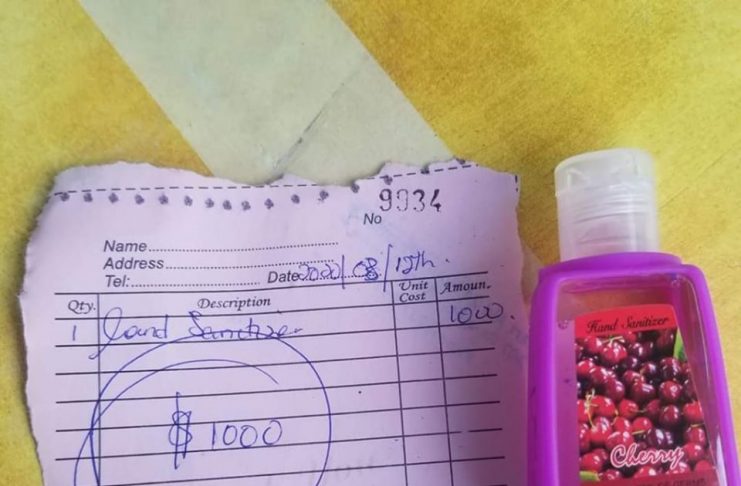 No 9934
Name
Address
Tel: Date 2020/08/12th.
Qty. Description Unit Cost Amoun.
1 Hand Sanitizer 1000.
$ 1000
Hand Sanitizer
Cherry